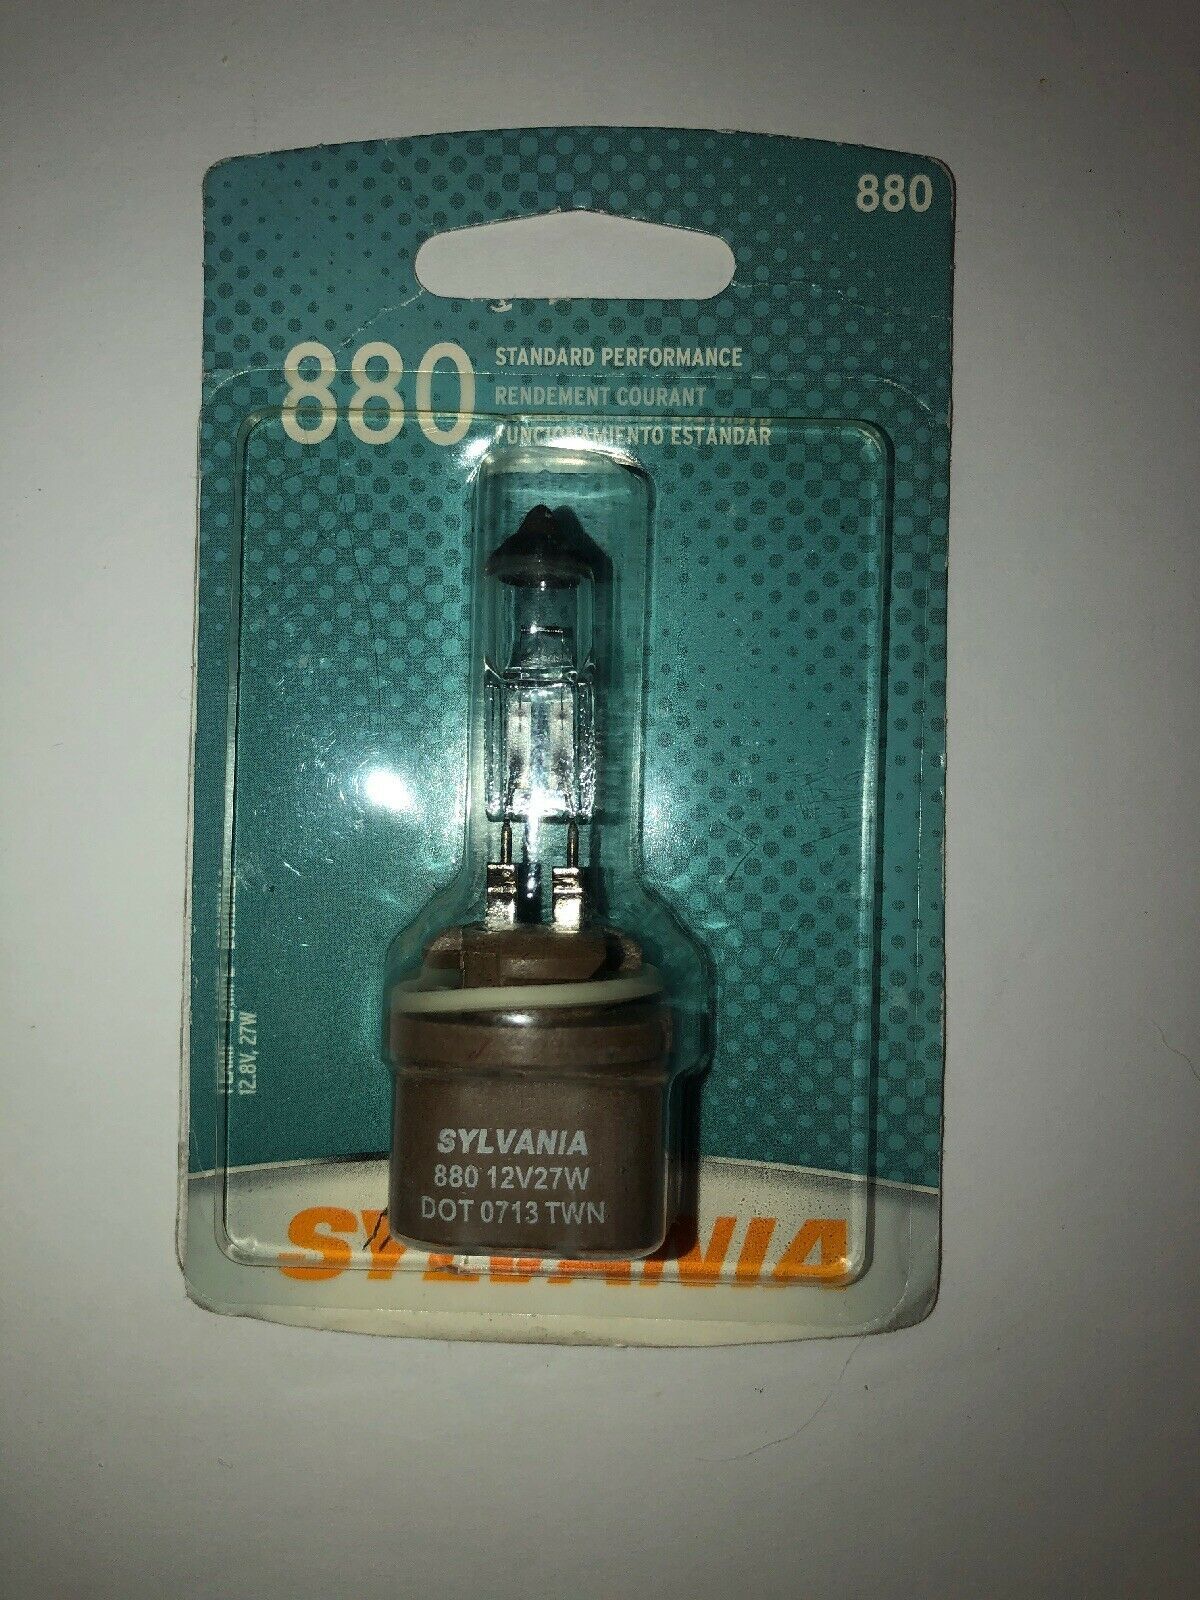 880
880
STANDARD PERFORMANCE
RENDEMENT COURANT
FUNCIONAMIENTO ESTÁNDAR
12.8V, 27W
SYLVANIA
880 12V27W
DOT 0713 TWN
SYLVANIA